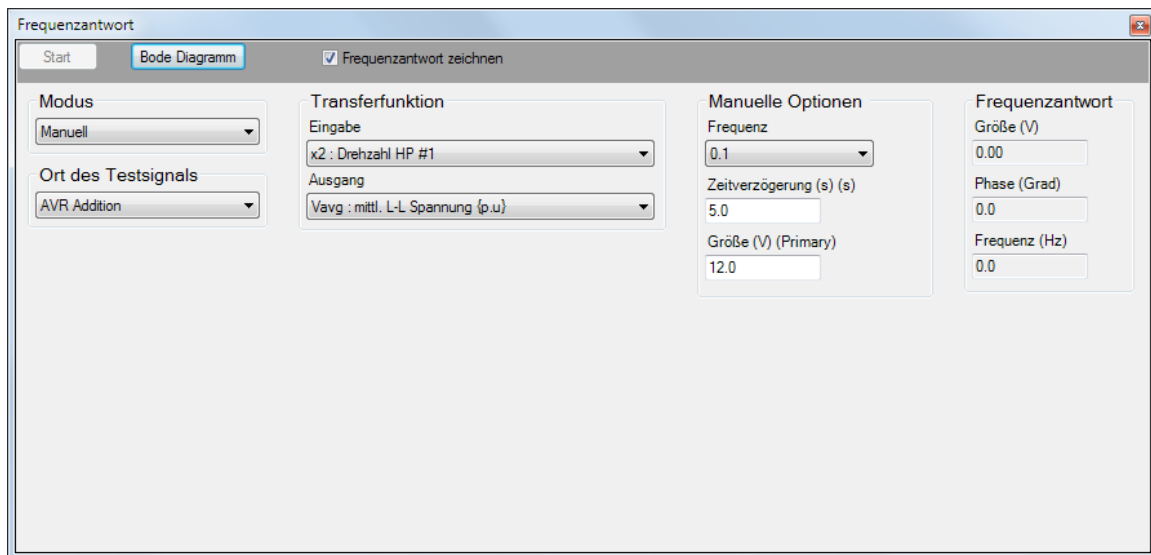 Frequenzantwort
Start
Bode Diagramm
Frequenzantwort zeichnen
Modus
Manuell
Ort des Testsignals
AVR Addition
Transferfunktion
Eingabe
x2 : Drehzahl HP #1
Ausgang
Vavg : mittl. L-L Spannung {p.u}
Manuelle Optionen
Frequenz
0.1
Zeitverzögerung (s) (s)
5.0
Größe (V) (Primary)
12.0
Frequenzantwort
Größe (V)
0.00
Phase (Grad)
0.0
Frequenz (Hz)
0.0